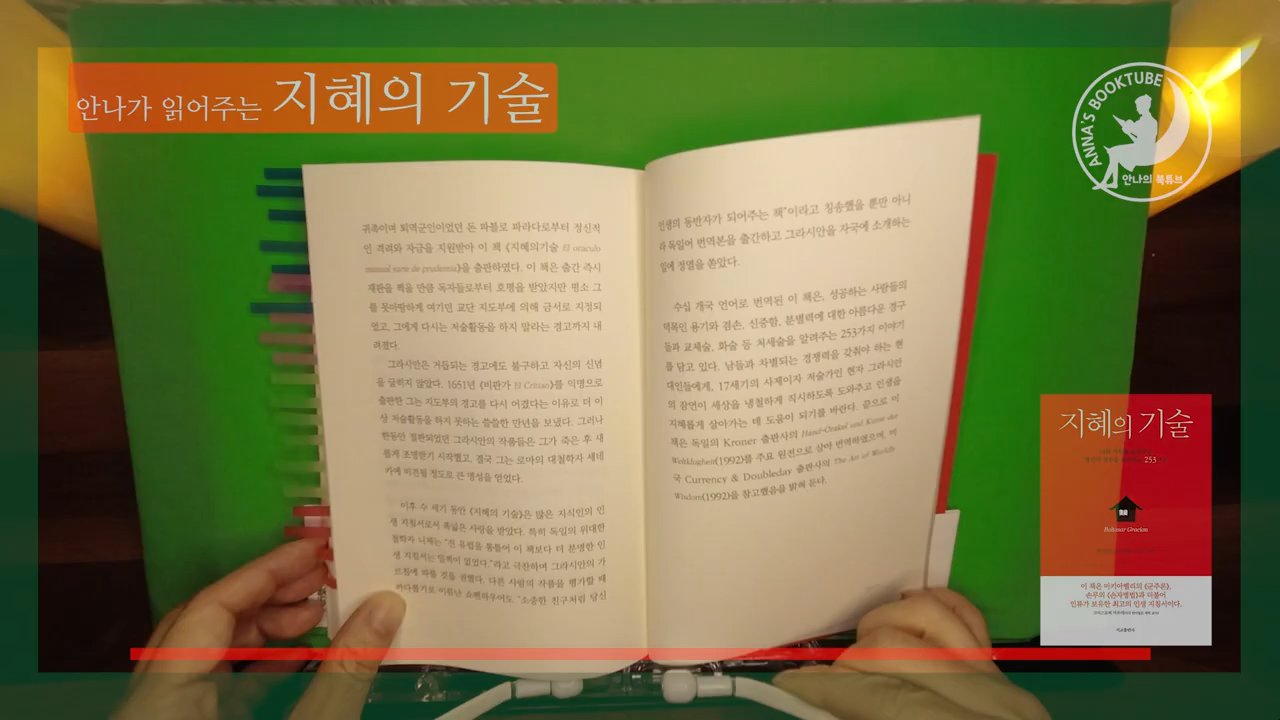 안나가 읽어주는 지혜의 기술
ANNA'S BOOKTUBE
안나의 북튜브
귀족이며 퇴역군인이었던 돈 파블로 파라다로부터 정신적
인 격려와 자금을 지원받아 이 책 《지혜의기술 El oraculo
manual yarte de prudentia》을 출판하였다. 이 책은 출간 즉시
재판을 찍을 만큼 독자들로부터 호평을 받았지만 평소 그
를 못마땅하게 여기던 교단 지도부에 의해 금서로 지정되
었고, 그에게 다시는 저술활동을 하지 말라는 경고까지 내
려졌다.
그라시안은 거듭되는 경고에도 불구하고 자신의 신념
을 굽히지 않았다. 1651년 《비판가 El Critian》를 익명으로
출판한 그는 지도부의 경고를 다시 어겼다는 이유로 더 이
상 저술활동을 하지 못하는 쓸쓸한 만년을 보냈다. 그러나
한동안 절판되었던 그라시안의 작품들은 그가 죽은 후 새
롭게 조명받기 시작했고, 결국 그는 로마의 대철학자 세네
카에 비견될 정도로 큰 명성을 얻었다.
이후 수 세기 동안 《지혜의 기술》은 많은 지식인의 인
생 지침서로서 폭넓은 사랑을 받았다. 특히 독일의 위대한
철학자 니체는 "전 유럽을 통틀어 이 책보다 더 분명한 인
생 지침서는 일찍이 없었다."라고 극찬하며 그라시안의 가
르침에 따를 것을 권했다. 다른 사람의 작품을 평가할 때
까다롭기로 이름난 쇼펜하우어도 "소중한 친구처럼 당신
인생의 동반자가 되어주는 책"이라고 칭송했을 뿐만 아니
라 독일어 번역본을 출간하고 그라시안을 자국에 소개하는
일에 정열을 쏟았다.
수십 개국 언어로 번역된 이 책은, 성공하는 사람들의
덕목인 용기와 겸손, 신중함, 분별력에 대한 아름다운 경구
들과 교제술, 화술 등 처세술을 알려주는 253가지 이야기
를 담고 있다. 남들과 차별되는 경쟁력을 갖춰야 하는 현
대인들에게, 17세기의 사제이자 저술가인 현자 그라시안
의 잠언이 세상을 냉철하게 직시하도록 도와주고 인생을
지혜롭게 살아가는 데 도움이 되기를 바란다. 끝으로 이
책은 독일의 Kroner 출판사의 Hand-Orakel und Kunst der
Weltklugheit(1992)를 주요 원전으로 삼아 번역하였으며, 미
국 Currency & Doubleday 출판사의 The Art of Worldly
Wisdom(1992)을 참고했음을 밝혀 둔다.
지혜의 기술
253
Baltasar Gracian
이 책은 마키아벨리의 《군주론》,
손무의 《손자병법》과 더불어
인류가 보유한 최고의 인생 지침서이다.